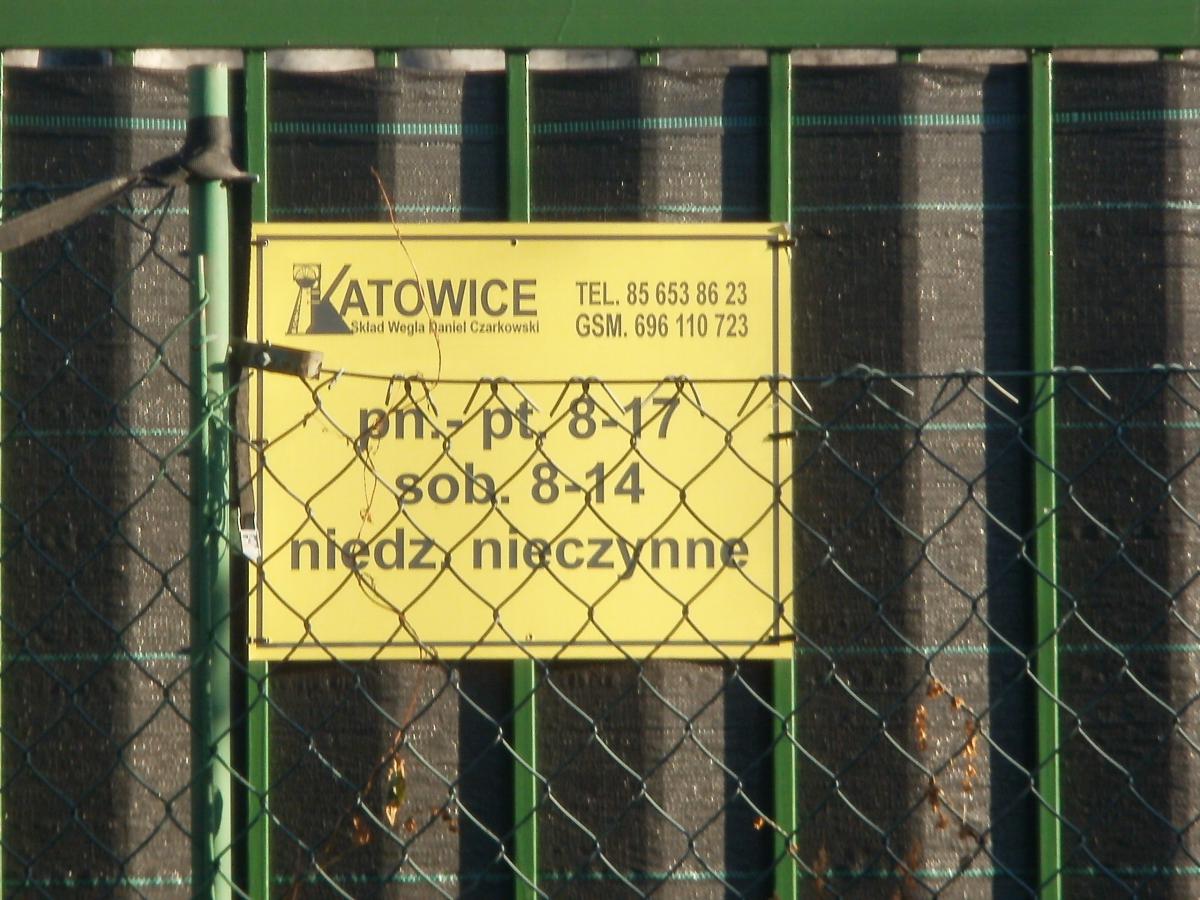 KATOWICE
Skład Węgla Daniel Czarkowski
TEL. 85 653 86 23
GSM. 696 110 723
pn.- pt. 8-17
sob. 8-14
niedz. nieczynne